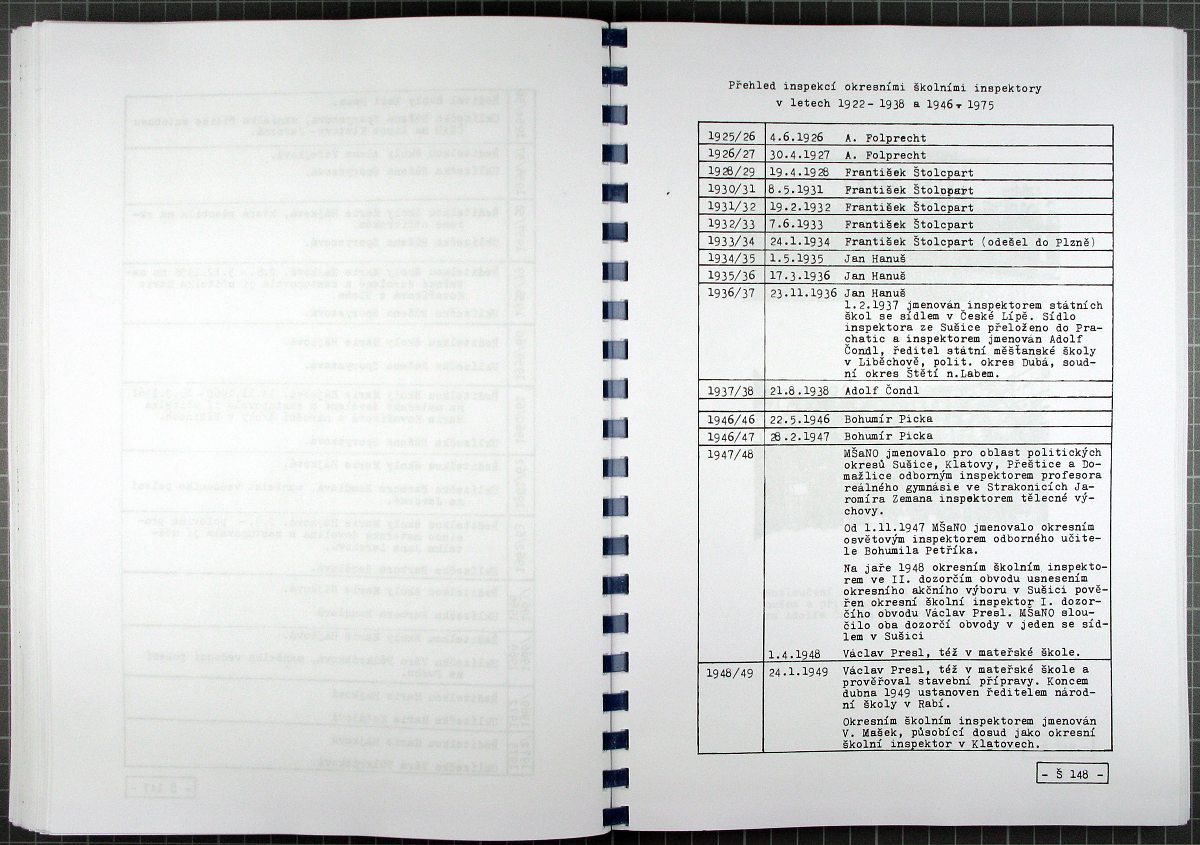 Přehled inspekcí okresními školními inspektory
v letech 1922- 1938 a 1946- 1975
1925/26 4.6.1926 A. Folprecht
1926/27 30.4.1927 A. Folprecht
1928/29 19.4.1928 František Štolcpart
1930/31 8.5.1931 František Štolcpart
1931/32 19.2.1932 František Štolcpart
1932/33 7.6.1933 František Štolcpart
1933/34 24.1.1934 František Štolcpart (odešel do Plzně)
1934/35 1.5.1935 Jan Hanuš
1935/36 17.3.1936 Jan Hanuš
1936/37 23.11.1936 Jan Hanuš
1.2.1937 jmenován inspektorem státních
škol se sídlem v České Lípě. Sídlo
inspektora ze Sušice přeloženo do Pra-
chatic a inspektorem jmenován Adolf
Čondl, ředitel státní měšťanské školy
v Liběchově, polit. okres Dubá, soud-
ní okres Štětí n.Labem.
1937/38 21.8.1938 Adolf Čondl
1946/46 22.5.1946 Bohumír Picka
1946/47 28.2.1947 Bohumír Picka
1947/48 MŠaNO jmenovalo pro oblast politických
okresů Sušice, Klatovy, Přeštice a Do-
mažlice odborným inspektorem profesora
reálného gymnásie ve Strakonicích Ja-
romíra Zemana inspektorem tělecné vý-
chovy.
Od 1.11.1947 MŠaNO jmenovalo okresním
osvětovým inspektorem odborného učite-
le Bohumila Petříka.
Na jaře 1948 okresním školním inspekto-
rem ve II. dozorčím obvodu usnesením
okresního akčního výboru v Sušici pově-
řen okresní školní inspektor I. dozor-
čího obvodu Václav Presl. MŠaNO slou-
čilo oba dozorčí obvody v jeden se síd-
lem v Sušici
1.4.1948 Václav Presl, též v mateřské škole.
1948/49 24.1.1949 Václav Presl, též v mateřské škole a
prověřoval stavební přípravy. Koncem
dubna 1949 ustanoven ředitelem národ-
ní školy v Rabí.
Okresním školním inspektorem jmenován
V. Mašek, působící dosud jako okresní
školní inspektor v Klatovech.
- Š 148 -